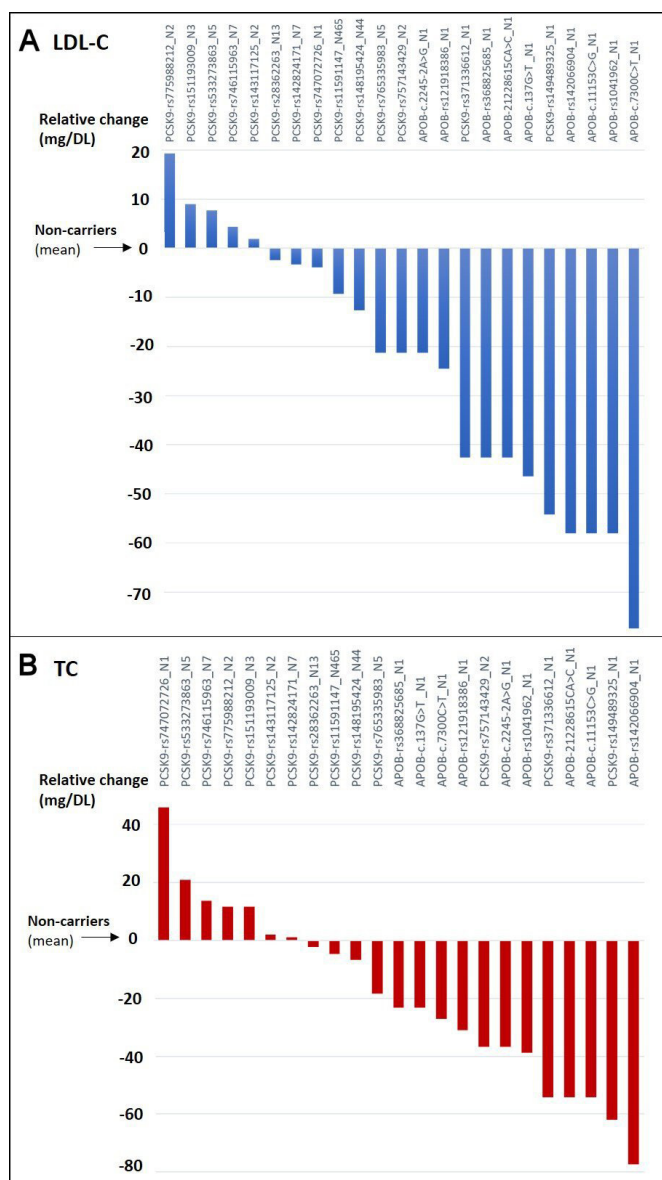 A LDL-C
PCSK9-rs775988212_N2
PCSK9-rs151193009_N3
PCSK9-rs533273863_N5
PCSK9-rs746115963_N7
PCSK9-rs143117125_N2
PCSK9-rs28362263_N13
PCSK9-rs142824171_N7
PCSK9-rs747072726_N1
PCSK9-rs11591147_N465
PCSK9-rs148195424_N44
PCSK9-rs765335983_N5
PCSK9-rs757143429_N2
APOB-c.2245-2A>G_N1
APOB-rs121918386_N1
PCSK9-rs371336612_N1
APOB-rs368825685_N1
APOB-21228615CA>C_N1
APOB-c.137G>T_N1
PCSK9-rs149489325_N1
APOB-rs142066904_N1
APOB-c.11153C>G_N1
APOB-rs1041962_N1
APOB-c.7300C>T_N1
Relative change
(mg/DL)
20
10
Non-carriers
(mean)
0
-10
-20
-30
-40
-50
-60
-70
B TC
PCSK9-rs747072726_N1
PCSK9-rs533273863_N5
PCSK9-rs746115963_N7
PCSK9-rs775988212_N2
PCSK9-rs151193009_N3
PCSK9-rs143117125_N2
PCSK9-rs142824171_N7
PCSK9-rs28362263_N13
PCSK9-rs11591147_N465
PCSK9-rs148195424_N44
PCSK9-rs765335983_N5
APOB-rs368825685_N1
APOB-c.137G>T_N1
APOB-c.7300C>T_N1
APOB-rs121918386_N1
PCSK9-rs757143429_N2
APOB-c.2245-2A>G_N1
APOB-rs1041962_N1
PCSK9-rs371336612_N1
APOB-21228615CA>C_N1
APOB-c.11153C>G_N1
PCSK9-rs149489325_N1
APOB-rs142066904_N1
Relative change
(mg/DL)
40
20
Non-carriers
(mean)
0
-20
-40
-60
-80